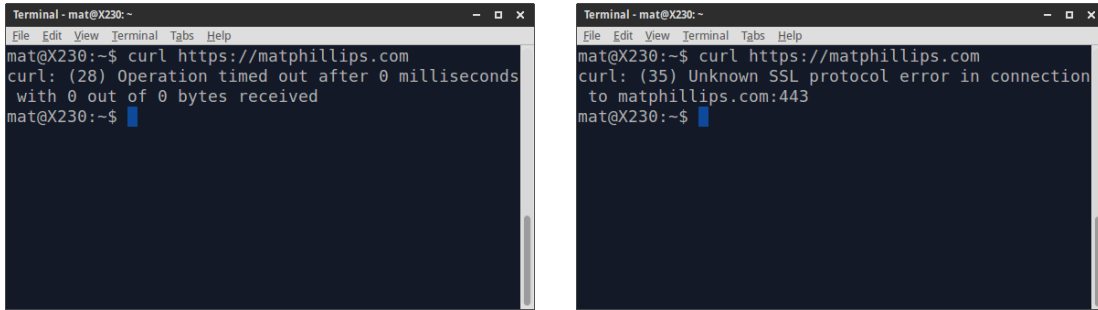 Terminal - mat@X230: ~
File Edit View Terminal Tabs Help
mat@X230:~$ curl https://matphillips.com
curl: (28) Operation timed out after 0 milliseconds
 with 0 out of 0 bytes received
mat@X230:~$
Terminal - mat@X230: ~
File Edit View Terminal Tabs Help
mat@X230:~$ curl https://matphillips.com
curl: (35) Unknown SSL protocol error in connection
 to matphillips.com:443
mat@X230:~$